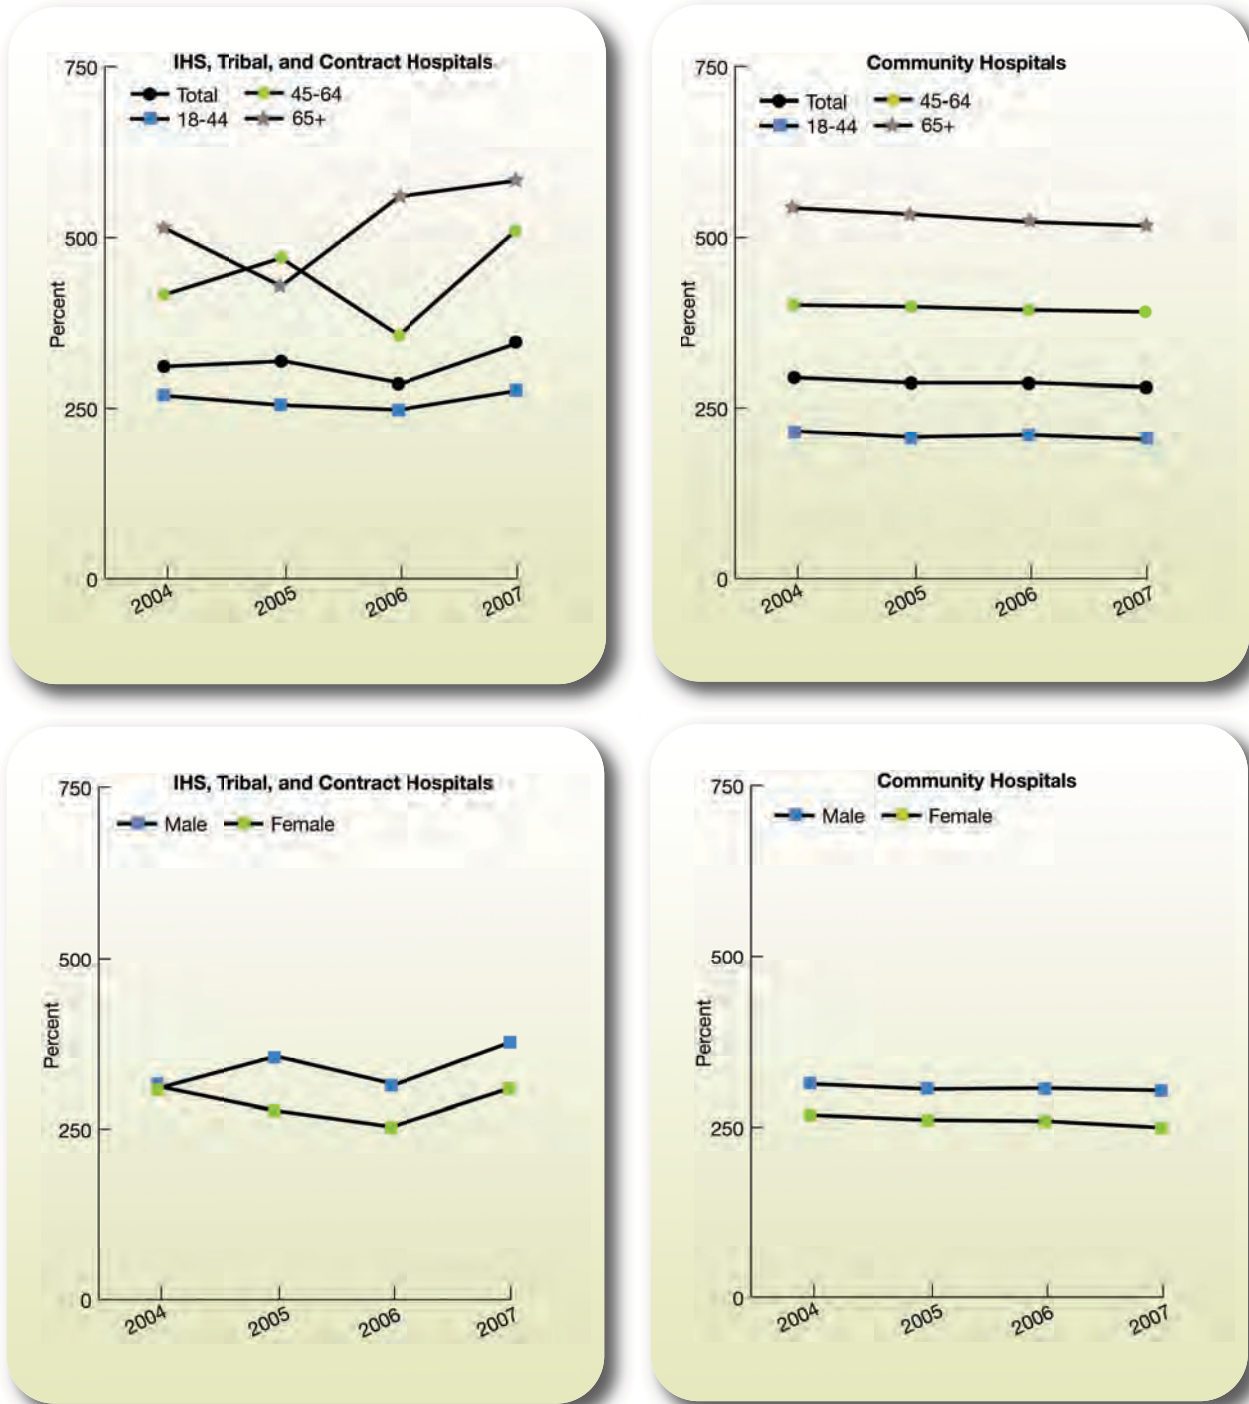 IHS, Tribal, and Contract Hospitals
750
Total 45-64
18-44 65+
500
Percent
250
0
2004 2005 2006 2007
Community Hospitals
750
Total 45-64
18-44 65+
500
Percent
250
0
2004 2005 2006 2007
IHS, Tribal, and Contract Hospitals
750
Male Female
500
Percent
250
0
2004 2005 2006 2007
Community Hospitals
750
Male Female
500
Percent
250
0
2004 2005 2006 2007